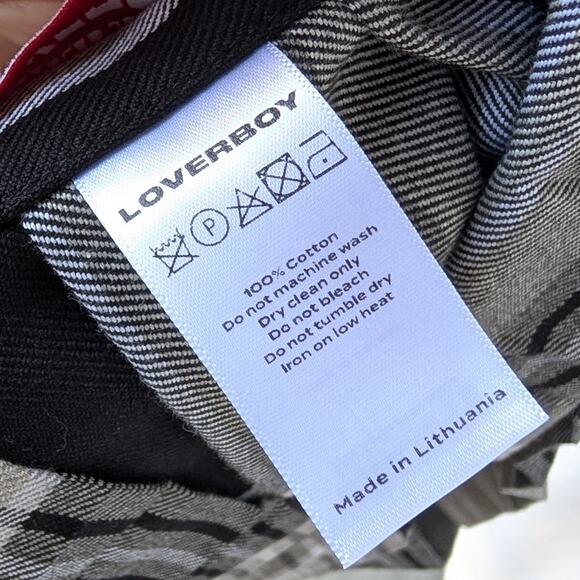 LOVERBOY
P
100% Cotton
Do not machine wash
Dry clean only
Do not bleach
Do not tumble dry
Iron on low heat
Made in Lithuania